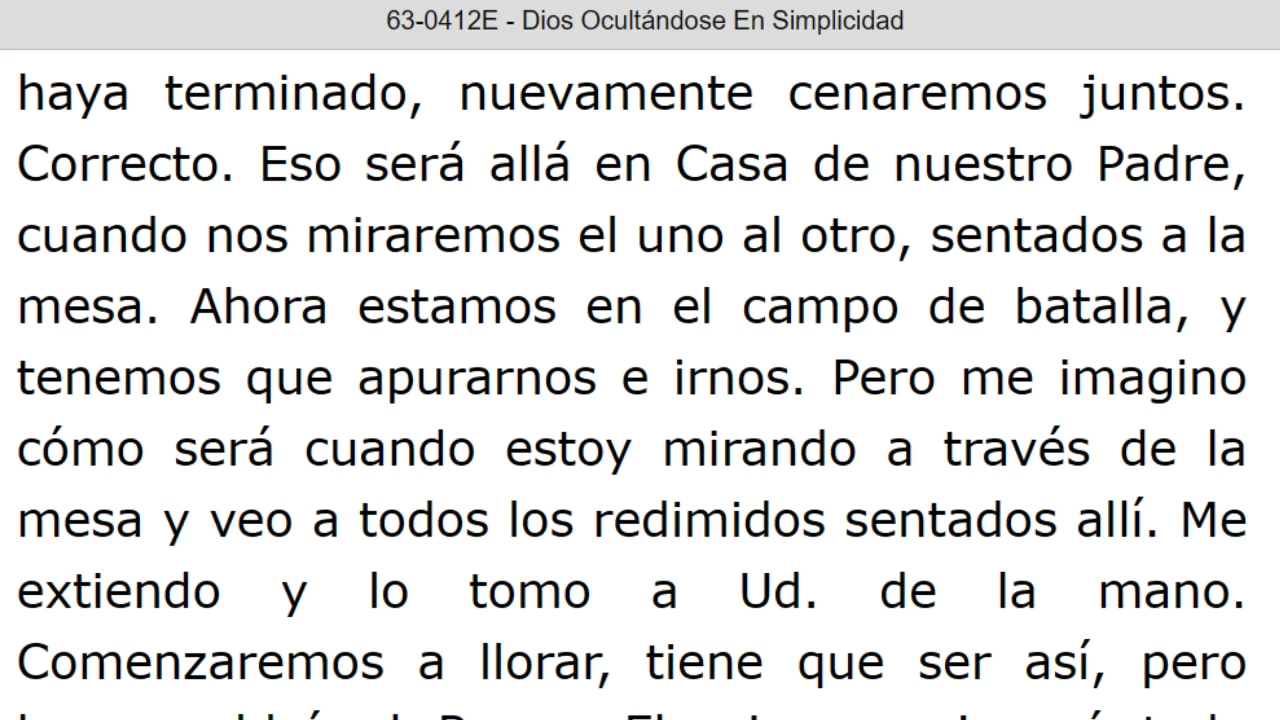 63-0412E - Dios Ocultándose En Simplicidad
haya terminado, nuevamente cenaremos juntos.
Correcto. Eso será allá en Casa de nuestro Padre,
cuando nos miraremos el uno al otro, sentados a la
mesa. Ahora estamos en el campo de batalla, y
tenemos que apurarnos e irnos. Pero me imagino
cómo será cuando estoy mirando a través de la
mesa y veo a todos los redimidos sentados allí. Me
extiendo y lo tomo a Ud. de la mano.
Comenzaremos a llorar, tiene que ser así, pero